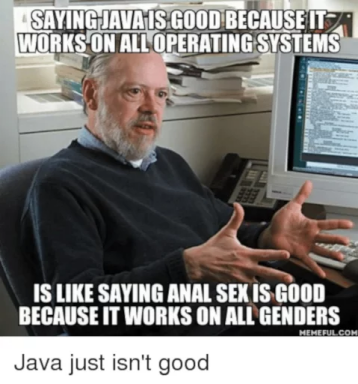 SAYING JAVA IS GOOD BECAUSE IT
WORKS ON ALL OPERATING SYSTEMS
IS LIKE SAYING ANAL SEX IS GOOD
BECAUSE IT WORKS ON ALL GENDERS
MEMEFUL.COM
Java just isn't good